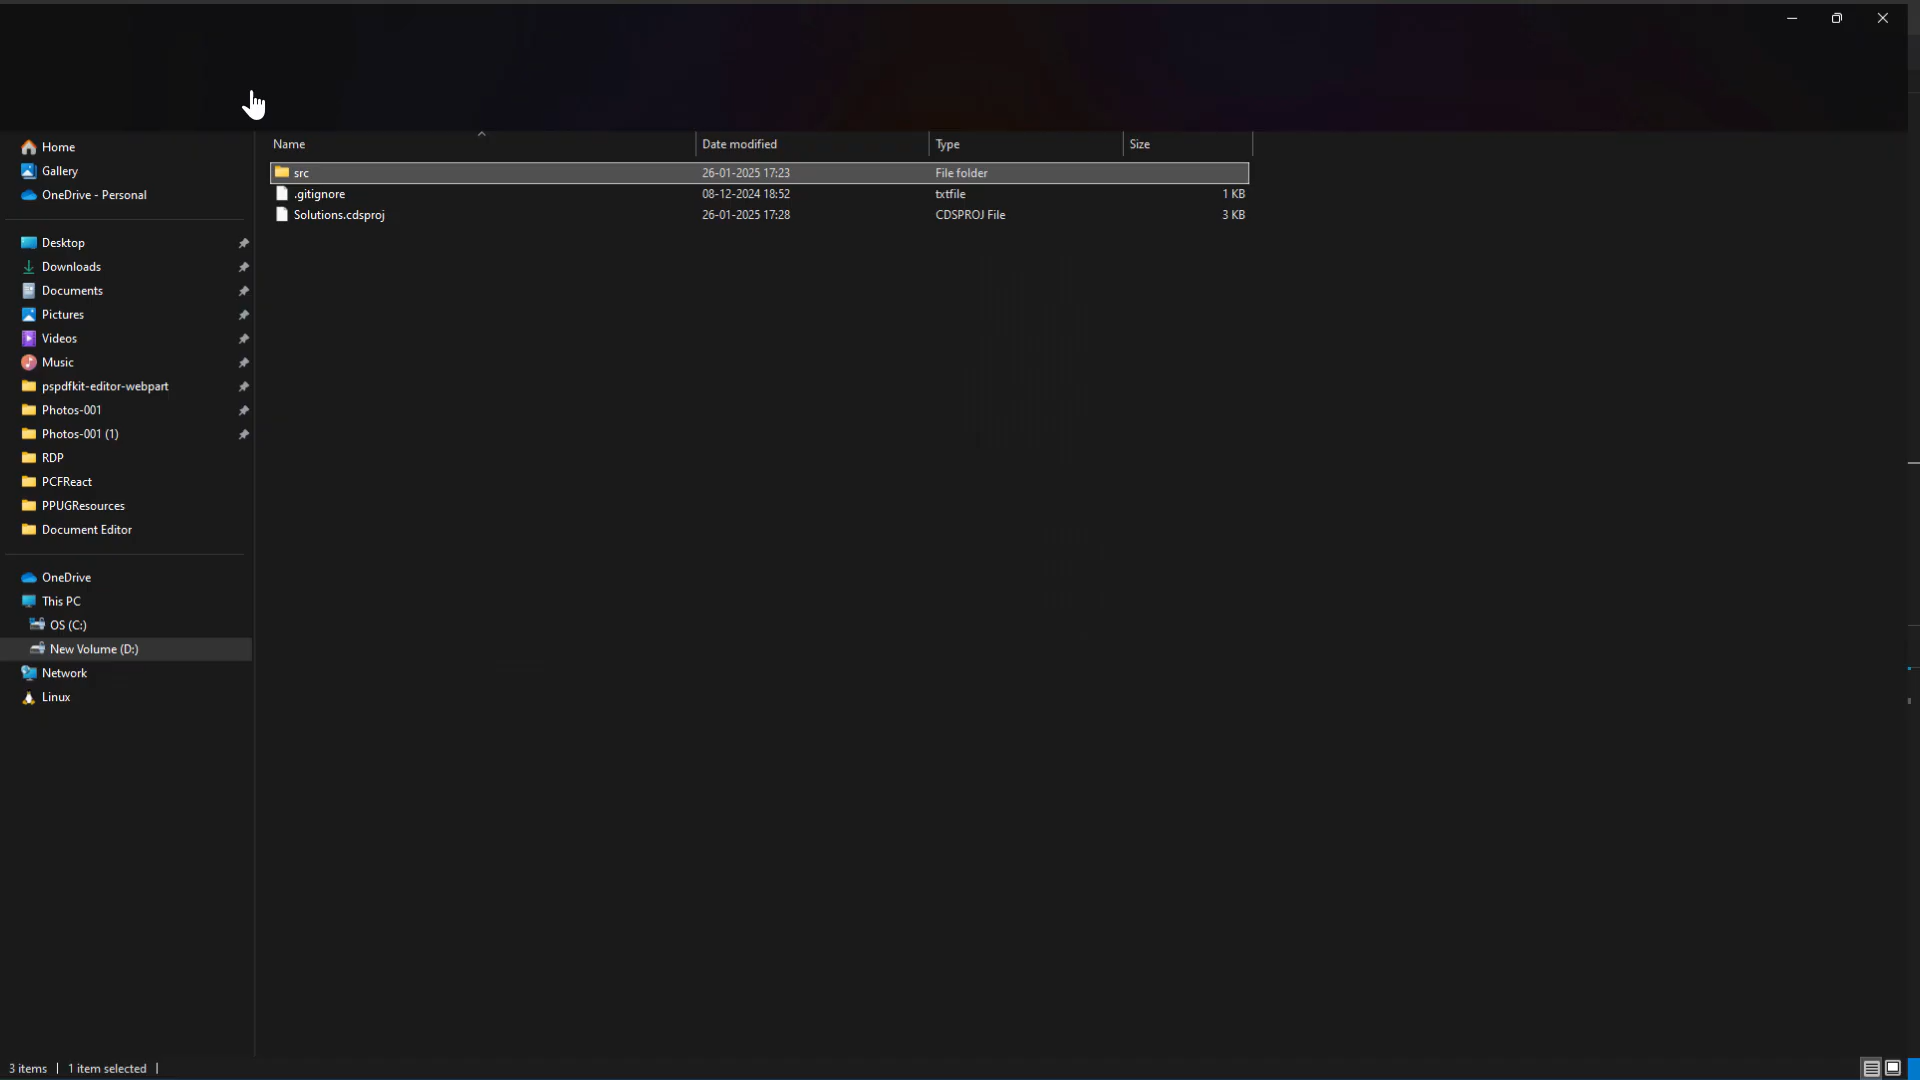 Name Date modified Type Size
src 26-01-2025 17:23 File folder
.gitignore 08-12-2024 18:52 txtfile 1 KB
Solutions.cdsproj 26-01-2025 17:28 CDSPROJ File 3 KB
Home
Gallery
OneDrive - Personal
Desktop
Downloads
Documents
Pictures
Videos
Music
pspdfkit-editor-webpart
Photos-001
Photos-001 (1)
RDP
PCFReact
PPUGResources
Document Editor
OneDrive
This PC
OS (C:)
New Volume (D:)
Network
Linux
3 items 1 item selected